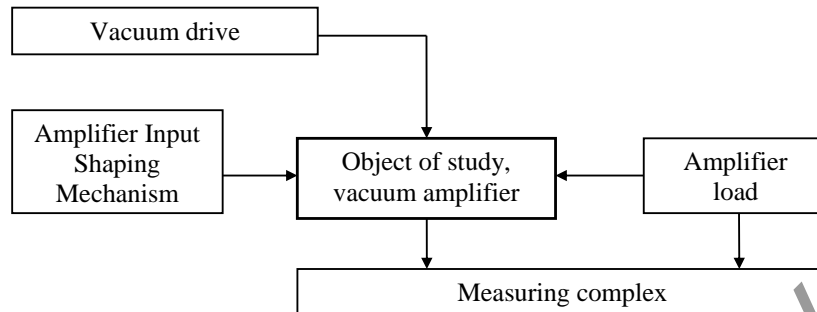 Vacuum drive
Amplifier Input
Shaping
Mechanism
Object of study,
vacuum amplifier
Amplifier
load
Measuring complex